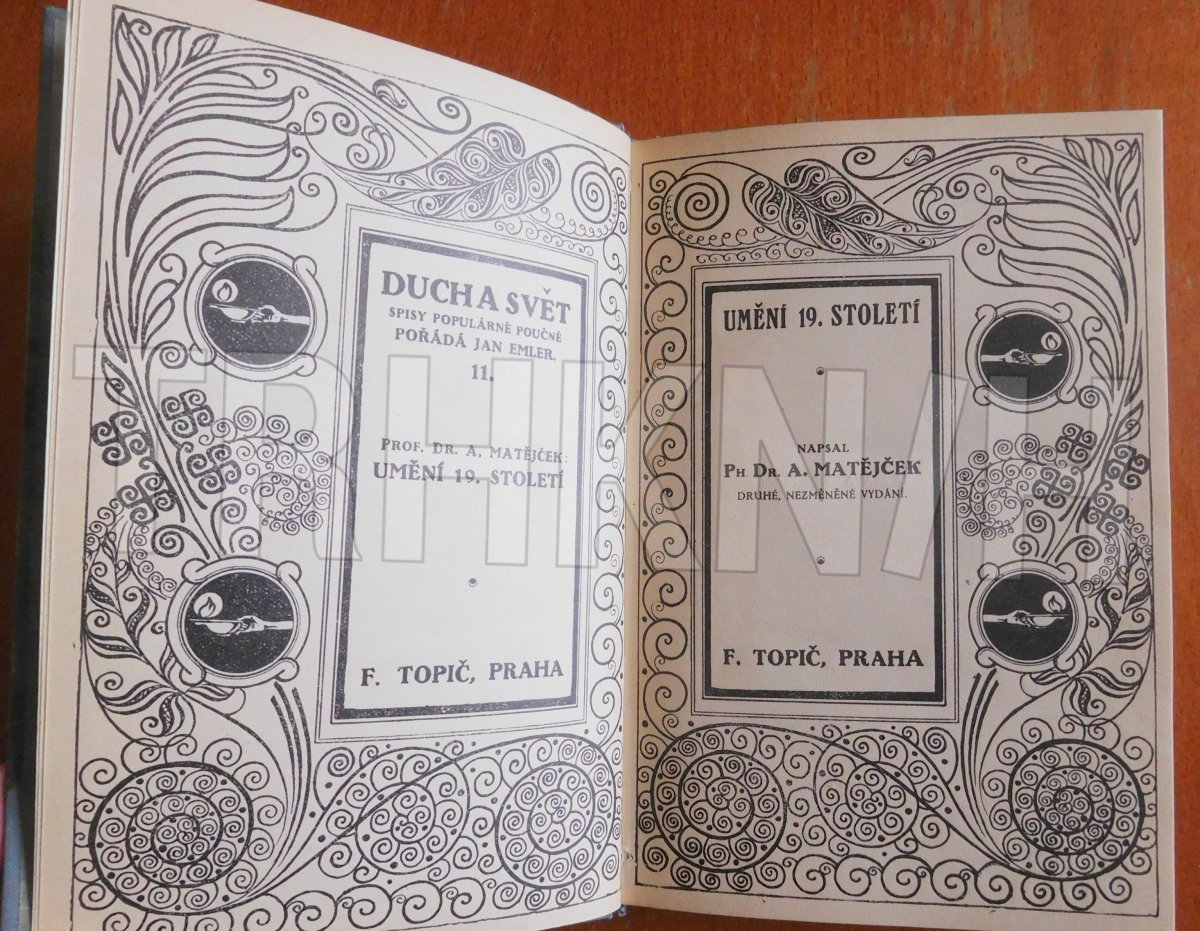 DUCH A SVĚT
SPISY POPULÁRNĚ POUČNÉ
POŘÁDÁ JAN EMLER.
11.
PROF. DR. A. MATĚJČEK:
UMĚNÍ 19. STOLETÍ
F. TOPIČ, PRAHA
UMĚNÍ 19. STOLETÍ
NAPSAL
PH DR. A. MATĚJČEK
DRUHÉ, NEZMĚNĚNÉ VYDÁNÍ.
F. TOPIČ, PRAHA